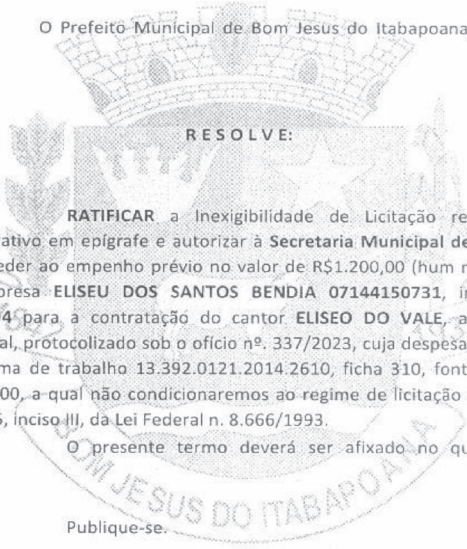 O Prefeito Municipal de Bom Jesus do Itabapoana
R E S O L V E:
RATIFICAR a Inexigibilidade de Licitação re
ativo em epígrafe e autorizar à Secretaria Municipal de
eder ao empenho prévio no valor de R$1.200,00 (hum m
presa ELISEU DOS SANTOS BENDIA 07144150731, in
4 para a contratação do cantor ELISEO DO VALE, a
al, protocolizado sob o ofício nº. 337/2023, cuja despesa
ma de trabalho 13.392.0121.2014.2610, ficha 310, font
00, a qual não condicionaremos ao regime de licitação
5, inciso III, da Lei Federal n. 8.666/1993.
O presente termo deverá ser afixado no qu
BOM JESUS DO ITABAPOANA
Publique-se.